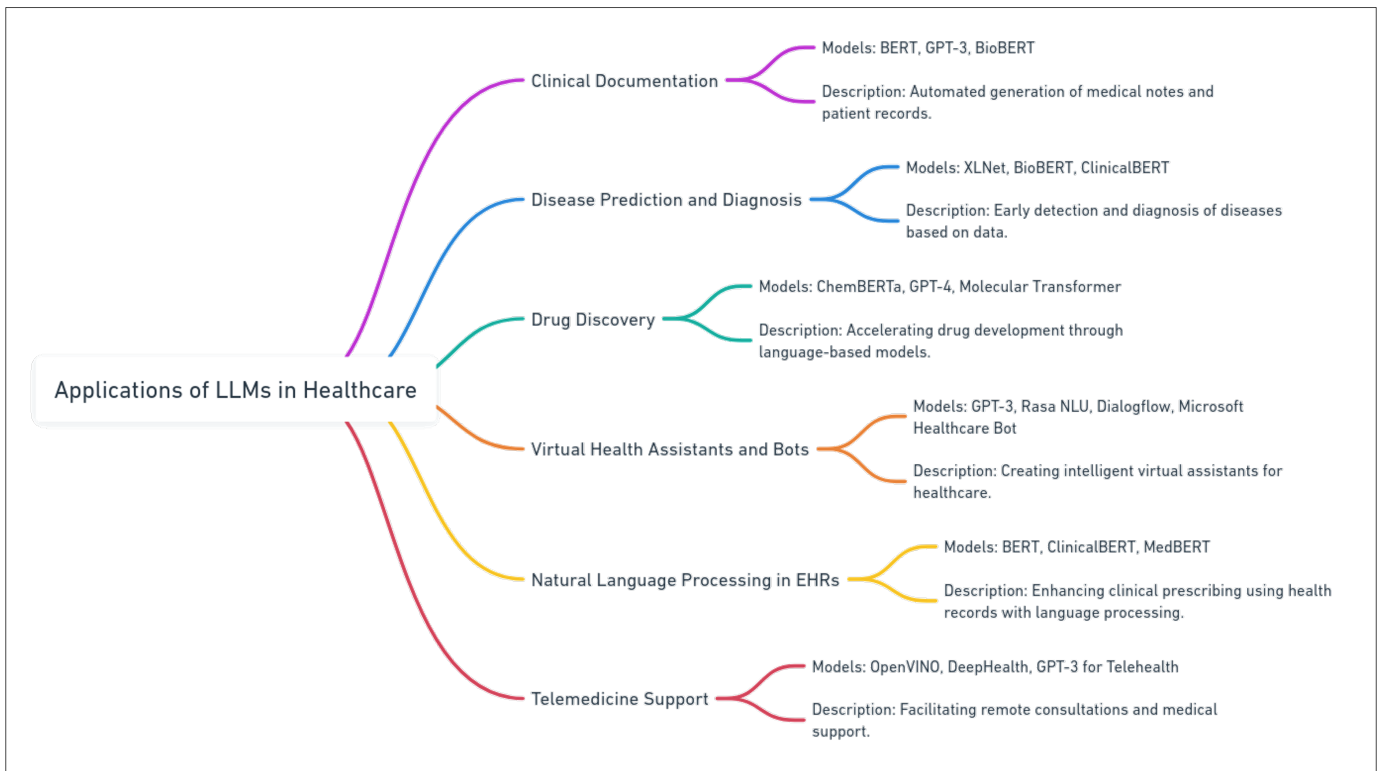 Applications of LLMs in Healthcare
Clinical Documentation
Models: BERT, GPT-3, BioBERT
Description: Automated generation of medical notes and
patient records.
Disease Prediction and Diagnosis
Models: XLNet, BioBERT, ClinicalBERT
Description: Early detection and diagnosis of diseases
based on data.
Drug Discovery
Models: ChemBERTa, GPT-4, Molecular Transformer
Description: Accelerating drug development through
language-based models.
Virtual Health Assistants and Bots
Models: GPT-3, Rasa NLU, Dialogflow, Microsoft
Healthcare Bot
Description: Creating intelligent virtual assistants for
healthcare.
Natural Language Processing in EHRs
Models: BERT, ClinicalBERT, MedBERT
Description: Enhancing clinical prescribing using health
records with language processing.
Telemedicine Support
Models: OpenVINO, DeepHealth, GPT-3 for Telehealth
Description: Facilitating remote consultations and medical
support.